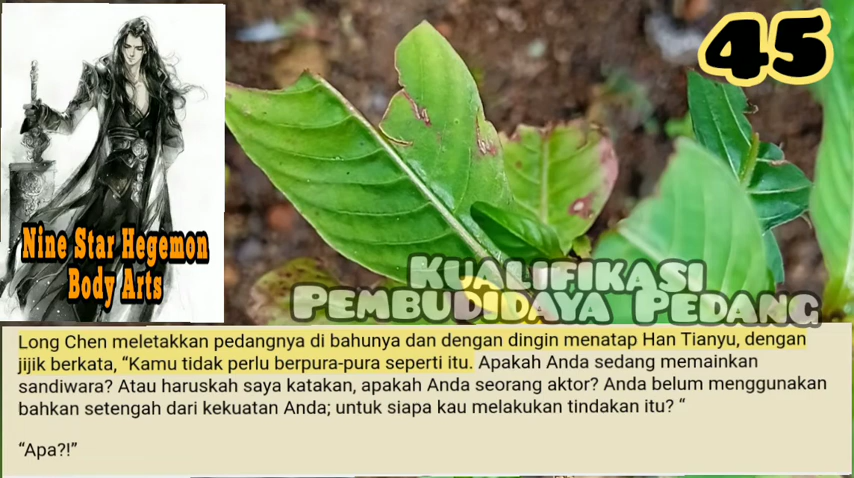 45
Nine Star Hegemon
Body Arts
Kualifikasi
Pembudidaya Pedang
Long Chen meletakkan pedangnya di bahunya dan dengan dingin menatap Han Tianyu, dengan
jijik berkata, “Kamu tidak perlu berpura-pura seperti itu. Apakah Anda sedang memainkan
sandiwara? Atau haruskah saya katakan, apakah Anda seorang aktor? Anda belum menggunakan
bahkan setengah dari kekuatan Anda; untuk siapa kau melakukan tindakan itu? “
“Apa?!”